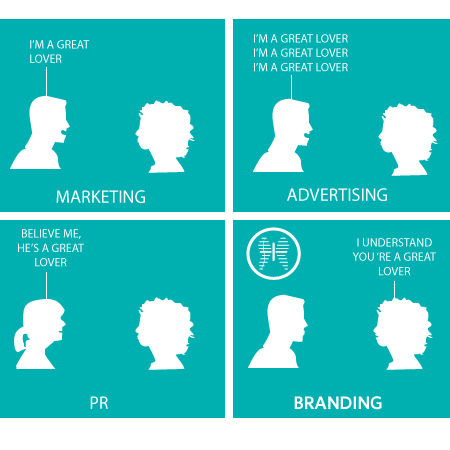 I'M A GREAT
LOVER
MARKETING
I'M A GREAT LOVER
I'M A GREAT LOVER
I'M A GREAT LOVER
ADVERTISING
BELIEVE ME,
HE'S A GREAT
LOVER
PR
I UNDERSTAND
YOU 'RE A GREAT
LOVER
BRANDING